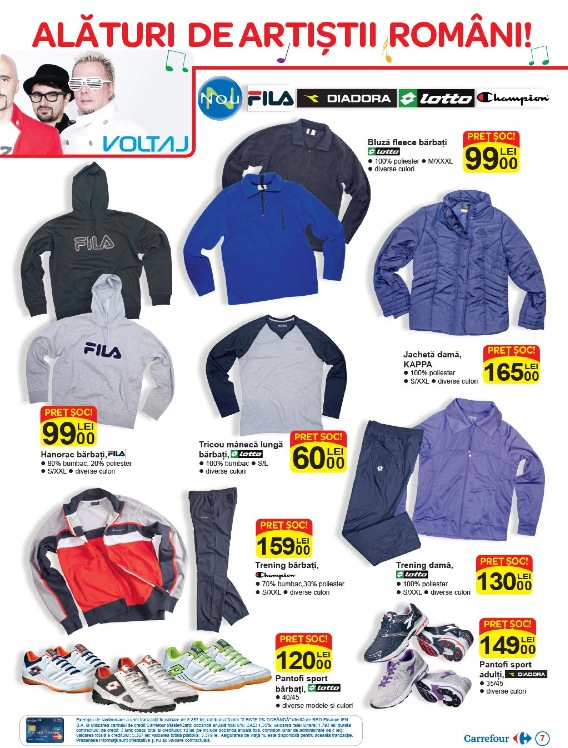 ALĂTURI DE ARTIȘTII ROMÂNI!
VOLTAJ
NOU FILA DIADORA lotto Champion
Bluză fleece bărbați
lotto
• 100% poliester • M/XXXL
• diverse culori
PREȚ ȘOC!
99 LEI 00
FILA
FILA
Jachetă damă,
KAPPA
• 100% poliester
• S/XXL • diverse culori
PREȚ ȘOC!
165 LEI 00
PREȚ ȘOC!
99 LEI 00
Hanorac bărbați, FILA
• 80% bumbac, 20% poliester
• S/XXL • diverse culori
Tricou mânecă lungă
bărbați, lotto
• 100% bumbac • S/L
• diverse culori
PREȚ ȘOC!
60 LEI 00
PREȚ ȘOC!
159 LEI 00
Trening bărbați,
Champion
• 70% bumbac,30% poliester
• S/XXL • diverse culori
Trening damă,
lotto
• 100% poliester
• S/XXL • diverse culori
PREȚ ȘOC!
130 LEI 00
PREȚ ȘOC!
120 LEI 00
Pantofi sport
bărbați, lotto
• 40/45
• diverse modele și culori
PREȚ ȘOC!
149 LEI 00
Pantofi sport
adulți, DIADORA
• 35/45
• diverse culori
Carrefour 7